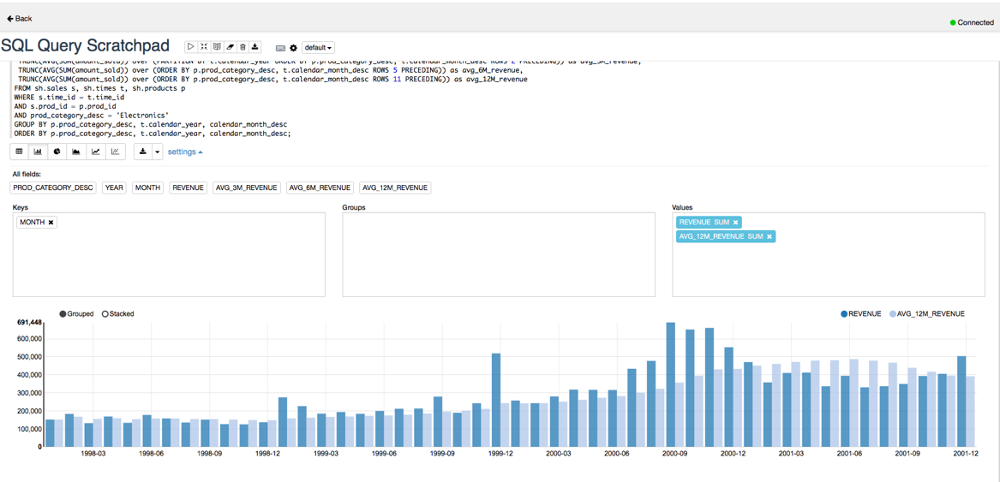 Back
Connected
SQL Query Scratchpad
default
TRUNC(AVG(SUM(amount_sold)) over (PARTITION BY t.calendar_year ORDER BY p.prod_category_desc, t.calendar_month_desc ROWS 2 PRECEDING)) as avg_3M_revenue,
TRUNC(AVG(SUM(amount_sold)) over (ORDER BY p.prod_category_desc, t.calendar_month_desc ROWS 5 PRECEDING)) as avg_6M_revenue,
TRUNC(AVG(SUM(amount_sold)) over (ORDER BY p.prod_category_desc, t.calendar_month_desc ROWS 11 PRECEDING)) as avg_12M_revenue
FROM sh.sales s, sh.times t, sh.products p
WHERE s.time_id = t.time_id
AND s.prod_id = p.prod_id
AND prod_category_desc = 'Electronics'
GROUP BY p.prod_category_desc, t.calendar_year, calendar_month_desc
ORDER BY p.prod_category_desc, t.calendar_year, calendar_month_desc;
settings
All fields:
PROD_CATEGORY_DESC YEAR MONTH REVENUE AVG_3M_REVENUE AVG_6M_REVENUE AVG_12M_REVENUE
Keys Groups Values
MONTH REVENUE SUM
AVG_12M_REVENUE SUM
Grouped Stacked REVENUE AVG_12M_REVENUE
691,448
600,000
500,000
400,000
300,000
200,000
100,000
0
1998-03 1998-06 1998-09 1998-12 1999-03 1999-06 1999-09 1999-12 2000-03 2000-06 2000-09 2000-12 2001-03 2001-06 2001-09 2001-12